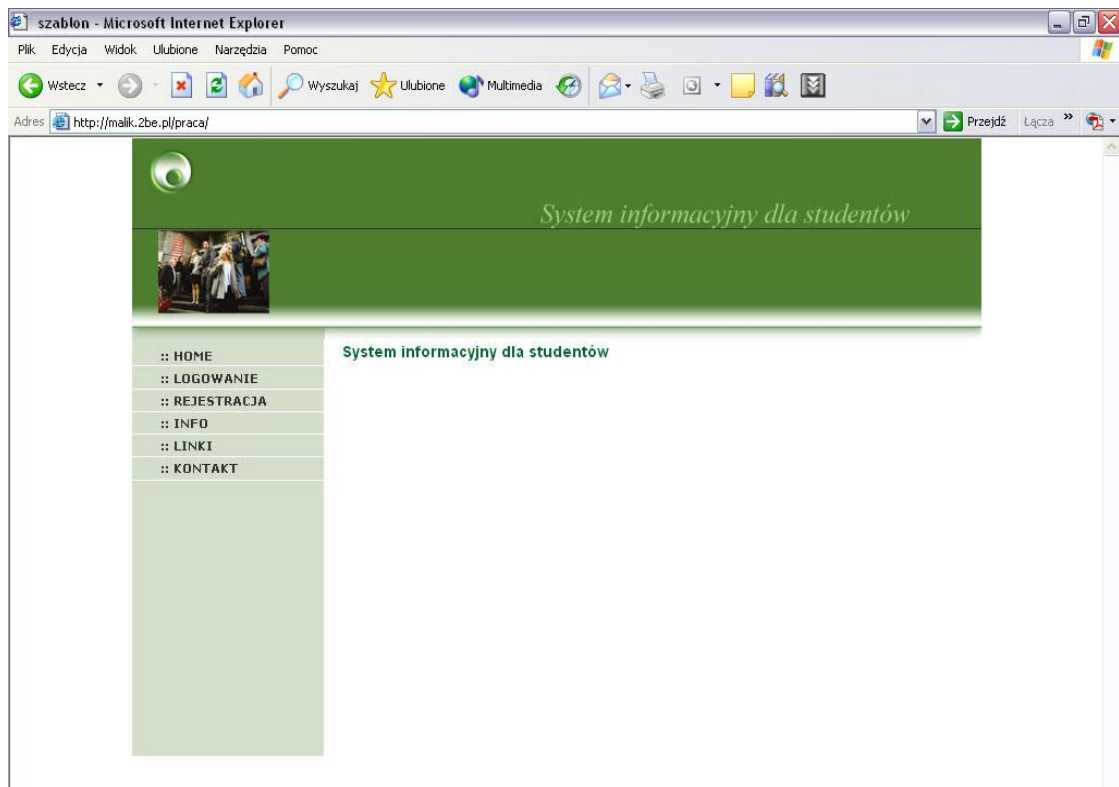 szablon - Microsoft Internet Explorer
Plik Edycja Widok Ulubione Narzędzia Pomoc
Wstecz Wyszukaj Ulubione Multimedia
Adres http://malik.2be.pl/praca/ Przejdź Łącza »
System informacyjny dla studentów
:: HOME
System informacyjny dla studentów
:: LOGOWANIE
:: REJESTRACJA
:: INFO
:: LINKI
:: KONTAKT